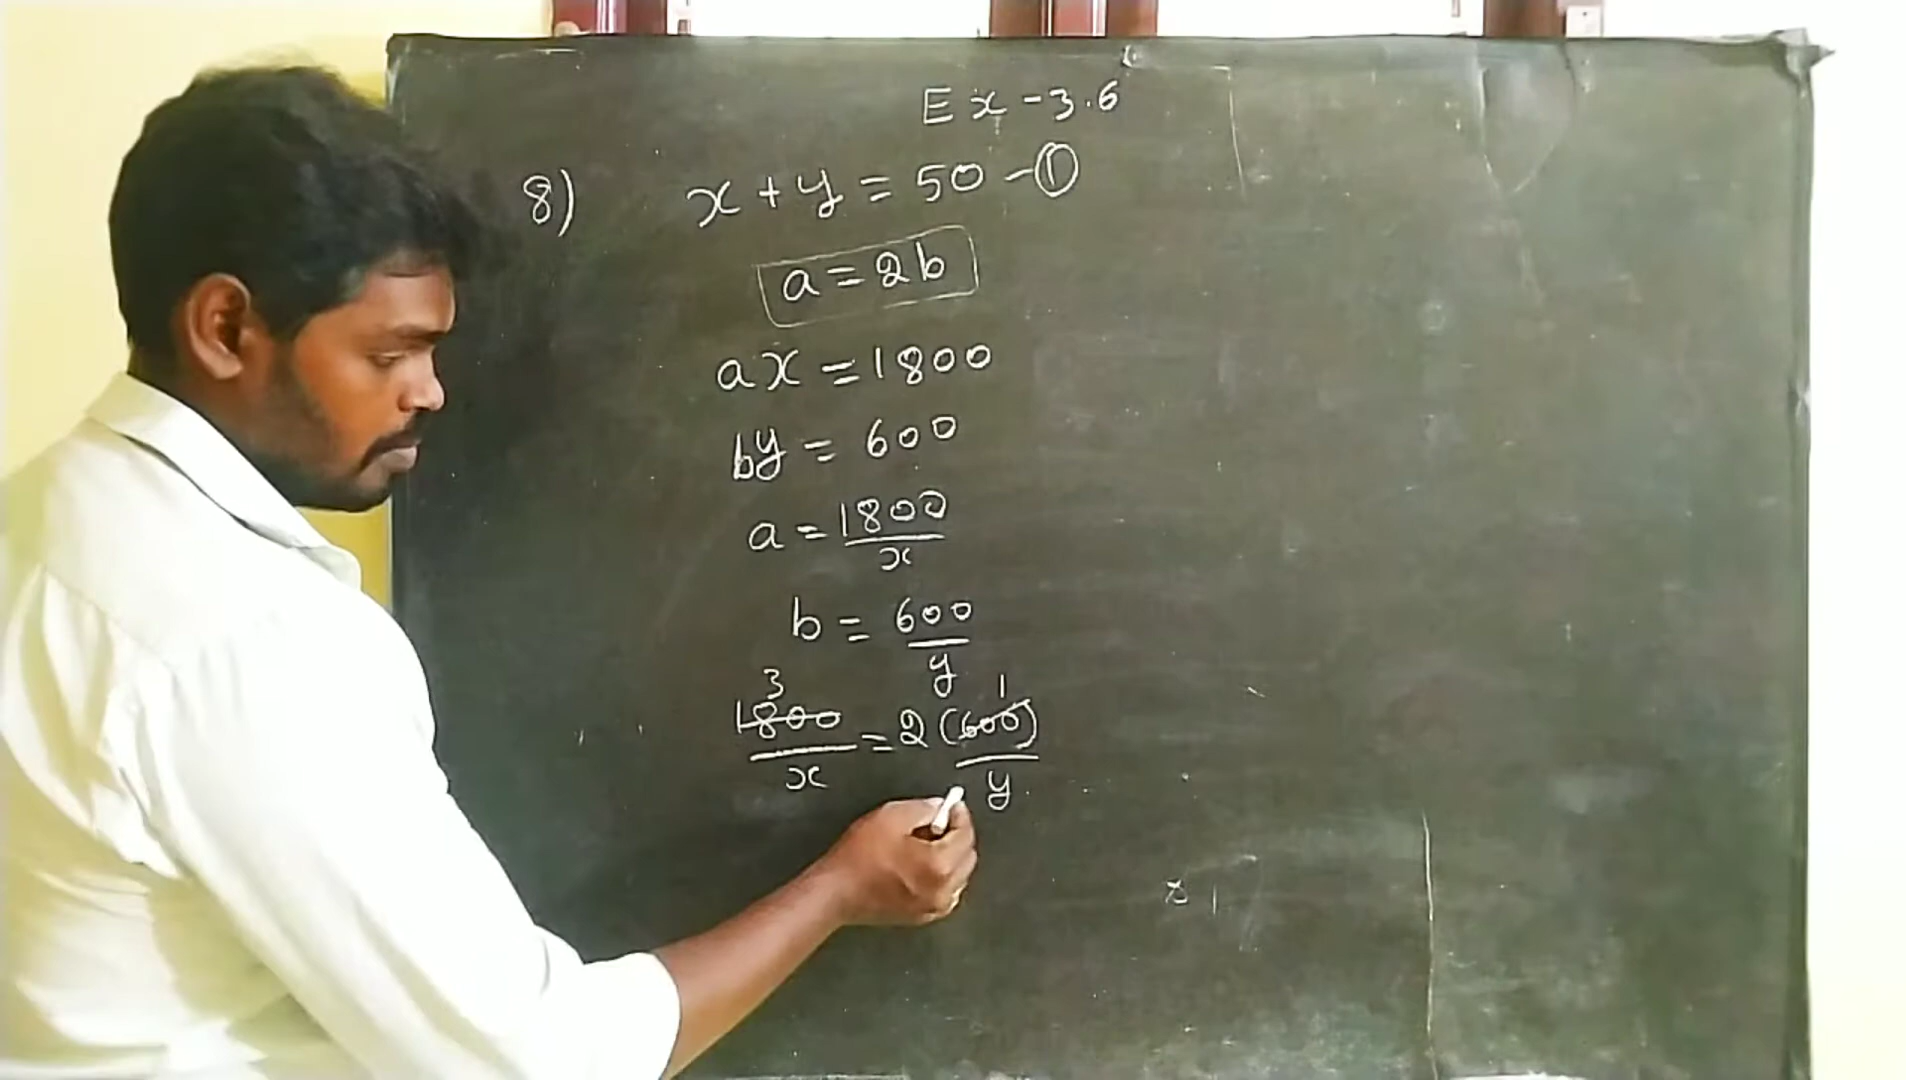 Ex - 3.6
8) x + y = 50 - ①
a = 2b
ax = 1800
by = 600
a = 1800/x
b = 600/y
3 1
1800/x = 2 (600)/y